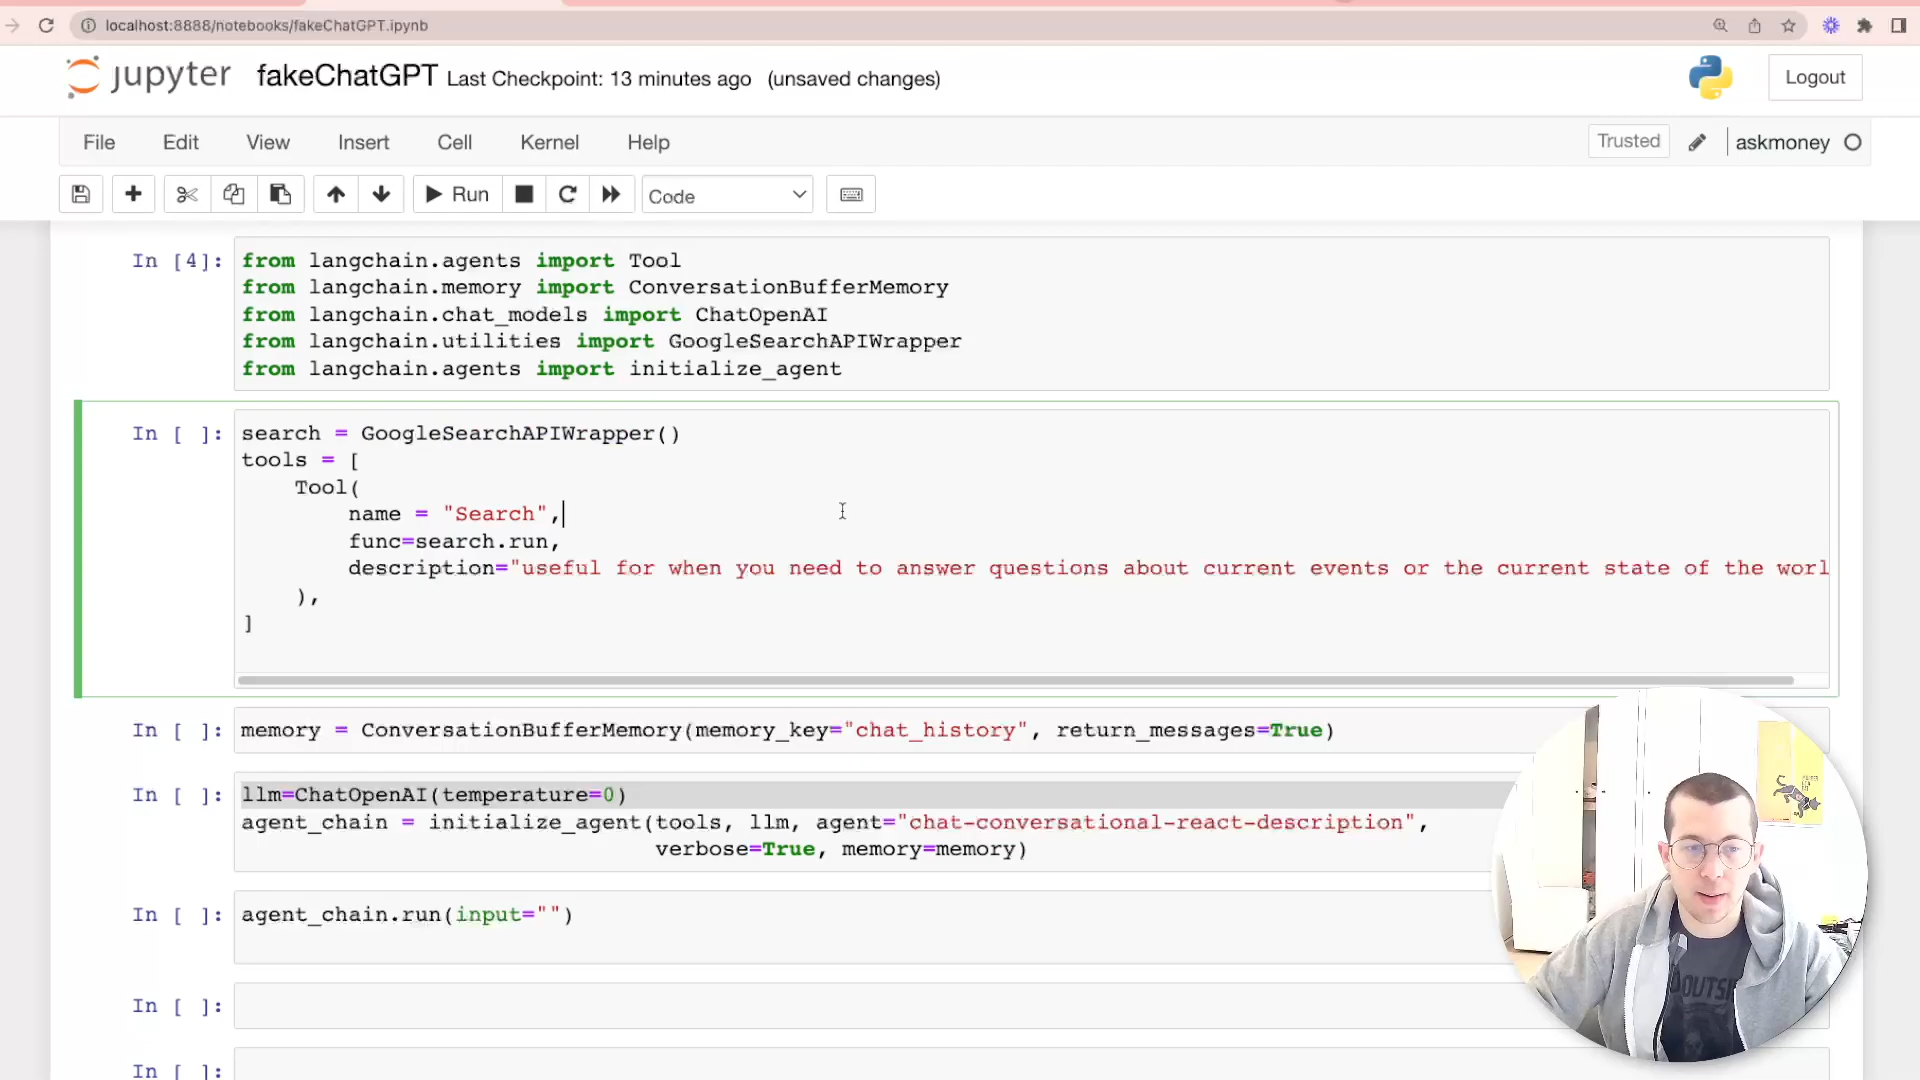 localhost:8888/notebooks/fakeChatGPT.ipynb
jupyter fakeChatGPT Last Checkpoint: 13 minutes ago (unsaved changes)
Logout
File Edit View Insert Cell Kernel Help
Trusted askmoney
Run Code
In [4]: from langchain.agents import Tool
from langchain.memory import ConversationBufferMemory
from langchain.chat_models import ChatOpenAI
from langchain.utilities import GoogleSearchAPIWrapper
from langchain.agents import initialize_agent
In [ ]: search = GoogleSearchAPIWrapper()
tools = [
    Tool(
        name = "Search",
        func=search.run,
        description="useful for when you need to answer questions about current events or the current state of the worl
    ),
]
In [ ]: memory = ConversationBufferMemory(memory_key="chat_history", return_messages=True)
In [ ]: llm=ChatOpenAI(temperature=0)
agent_chain = initialize_agent(tools, llm, agent="chat-conversational-react-description",
                               verbose=True, memory=memory)
In [ ]: agent_chain.run(input="")
In [ ]:
In [ ]: